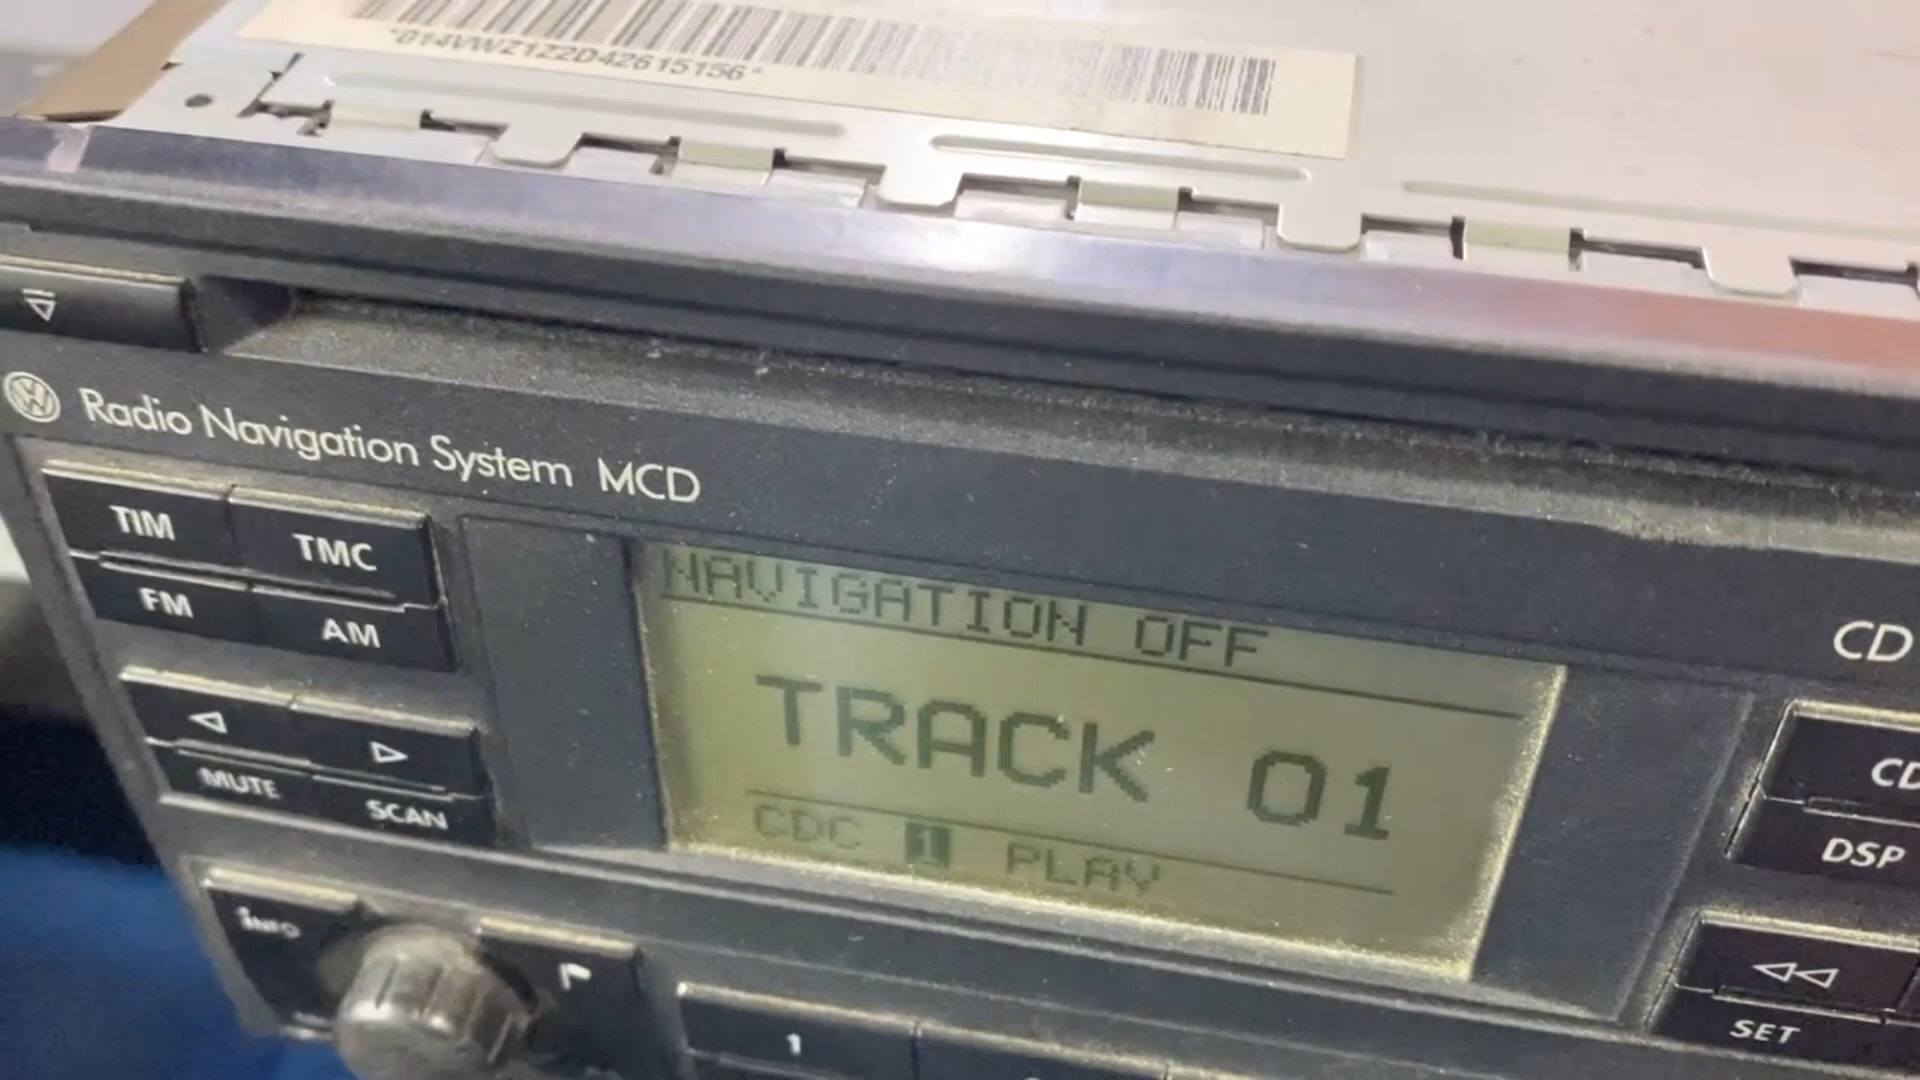 *814VWZ1Z2D42615156*
Radio Navigation System MCD
TIM
TMC
FM
AM
MUTE
SCAN
INFO
NAVIGATION OFF
TRACK 01
CDC 1 PLAY
1
CD
CD
DSP
SET